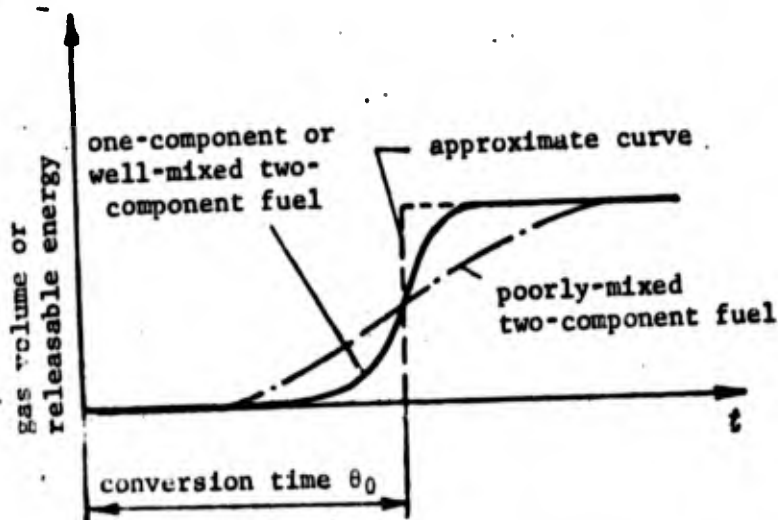 one-component or
well-mixed two-
component fuel
approximate curve
gas volume or
releasable energy
poorly-mixed
two-component fuel
t
conversion time θ₀